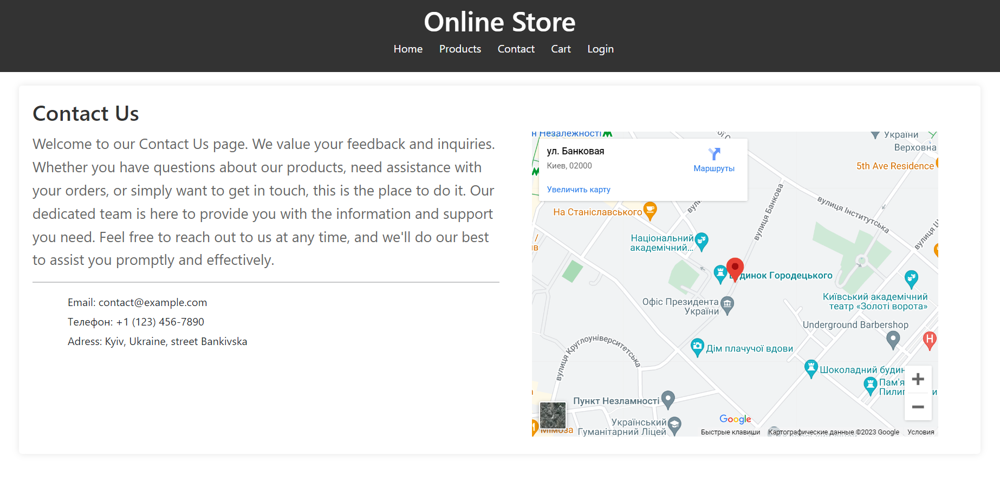 Online Store
Home Products Contact Cart Login
Contact Us
Welcome to our Contact Us page. We value your feedback and inquiries.
Whether you have questions about our products, need assistance with
your orders, or simply want to get in touch, this is the place to do it. Our
dedicated team is here to provide you with the information and support
you need. Feel free to reach out to us at any time, and we'll do our best
to assist you promptly and effectively.
Email: contact@example.com
Телефон: +1 (123) 456-7890
Adress: Kyiv, Ukraine, street Bankivska
н Незалежності
України
Верховна
5th Ave Residence
ул. Банковая
Киев, 02000
Маршруты
Увеличить карту
На Станіславського
вулиця Банкова
вулиця Інститутська
Національний
академічний...
Будинок Городецького
Офіс Президента
України
Київський академічний
театр «Золоті ворота»
Underground Barbershop
вулиця Круглоуніверситетська
Дім плачучої вдови
Шоколадний будин
Пам'я
Пилип
Пункт Незламності
Український
Гуманітарний Ліцей
Мімоза
Google
Быстрые клавиши Картографические данные ©2023 Google Условия